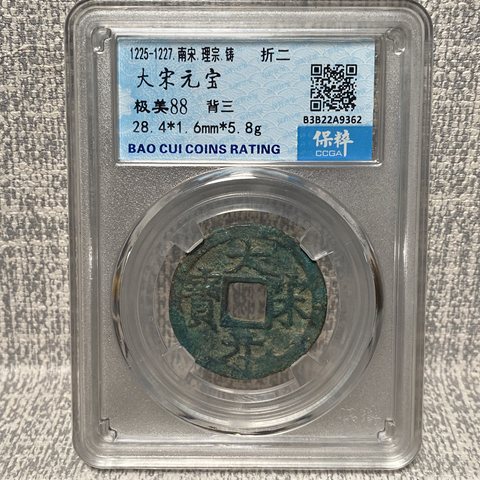 1225-1227.南宋.理宗.铸 折二
大宋元宝
极美88 背三
28.4*1.6mm*5.8g
B3B22A9362
BAO CUI COINS RATING
保粹
CCGA
大宋元寶